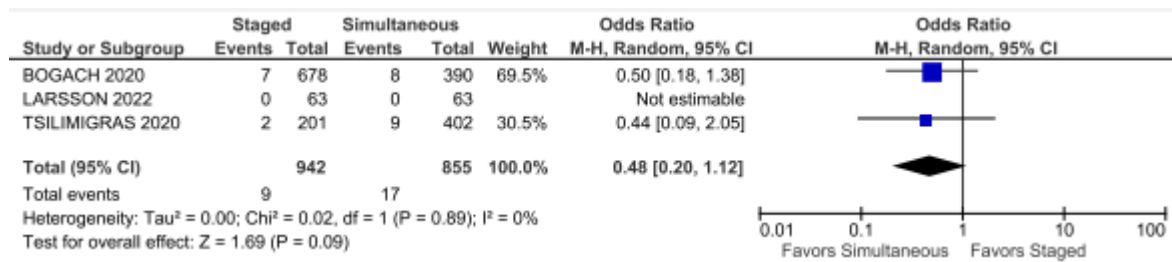 Staged Simultaneous Odds Ratio Odds Ratio
Study or Subgroup Events Total Events Total Weight M-H, Random, 95% CI M-H, Random, 95% CI
BOGACH 2020 7 678 8 390 69.5% 0.50 [0.18, 1.38]
LARSSON 2022 0 63 0 63 Not estimable
TSILIMIGRAS 2020 2 201 9 402 30.5% 0.44 [0.09, 2.05]
Total (95% CI) 942 855 100.0% 0.48 [0.20, 1.12]
Total events 9 17
Heterogeneity: Tau² = 0.00; Chi² = 0.02, df = 1 (P = 0.89); I² = 0%
Test for overall effect: Z = 1.69 (P = 0.09)
0.01 0.1 1 10 100
Favors Simultaneous Favors Staged